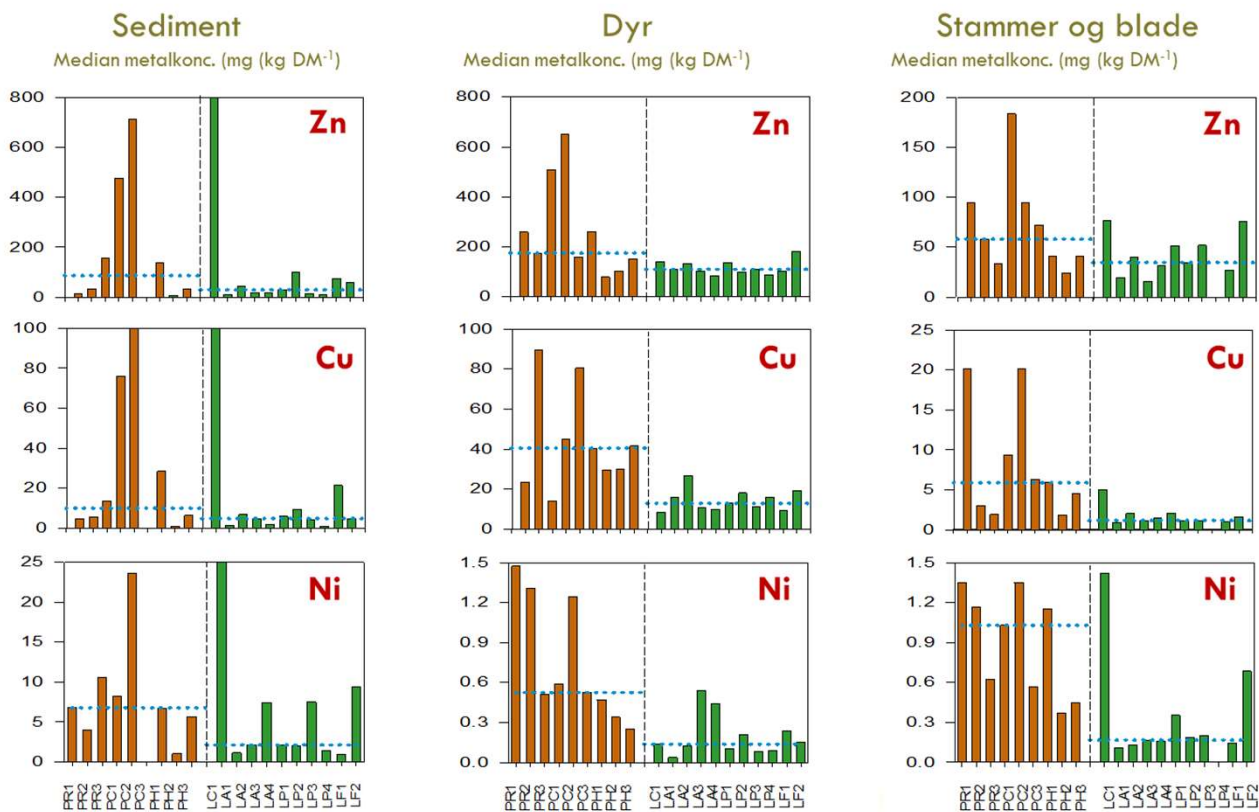 Sediment
Median metalkonc. (mg (kg DM-1)
Dyr
Median metalkonc. (mg (kg DM-1)
Stammer og blade
Median metalkonc. (mg (kg DM-1)
800
600
400
200
0
Zn
800
600
400
200
0
Zn
200
150
100
50
0
Zn
100
80
60
40
20
0
Cu
100
80
60
40
20
0
Cu
25
20
15
10
5
0
Cu
25
20
15
10
5
0
Ni
1.5
1.2
0.9
0.6
0.3
0.0
Ni
1.5
1.2
0.9
0.6
0.3
0.0
Ni
PR1 PR2 PR3 PC1 PC2 PC3 PH1 PH2 PH3 LC1 LA1 LA2 LA3 LA4 LP1 LP2 LP3 LP4 LF1 LF2
PR1 PR2 PR3 PC1 PC2 PC3 PH1 PH2 PH3 LC1 LA1 LA2 LA3 LA4 LP1 LP2 LP3 LP4 LF1 LF2
PR1 PR2 PR3 PC1 PC2 PC3 PH1 PH2 PH3 LC1 LA1 LA2 LA3 LA4 LP1 LP2 LP3 LP4 LF1 LF2